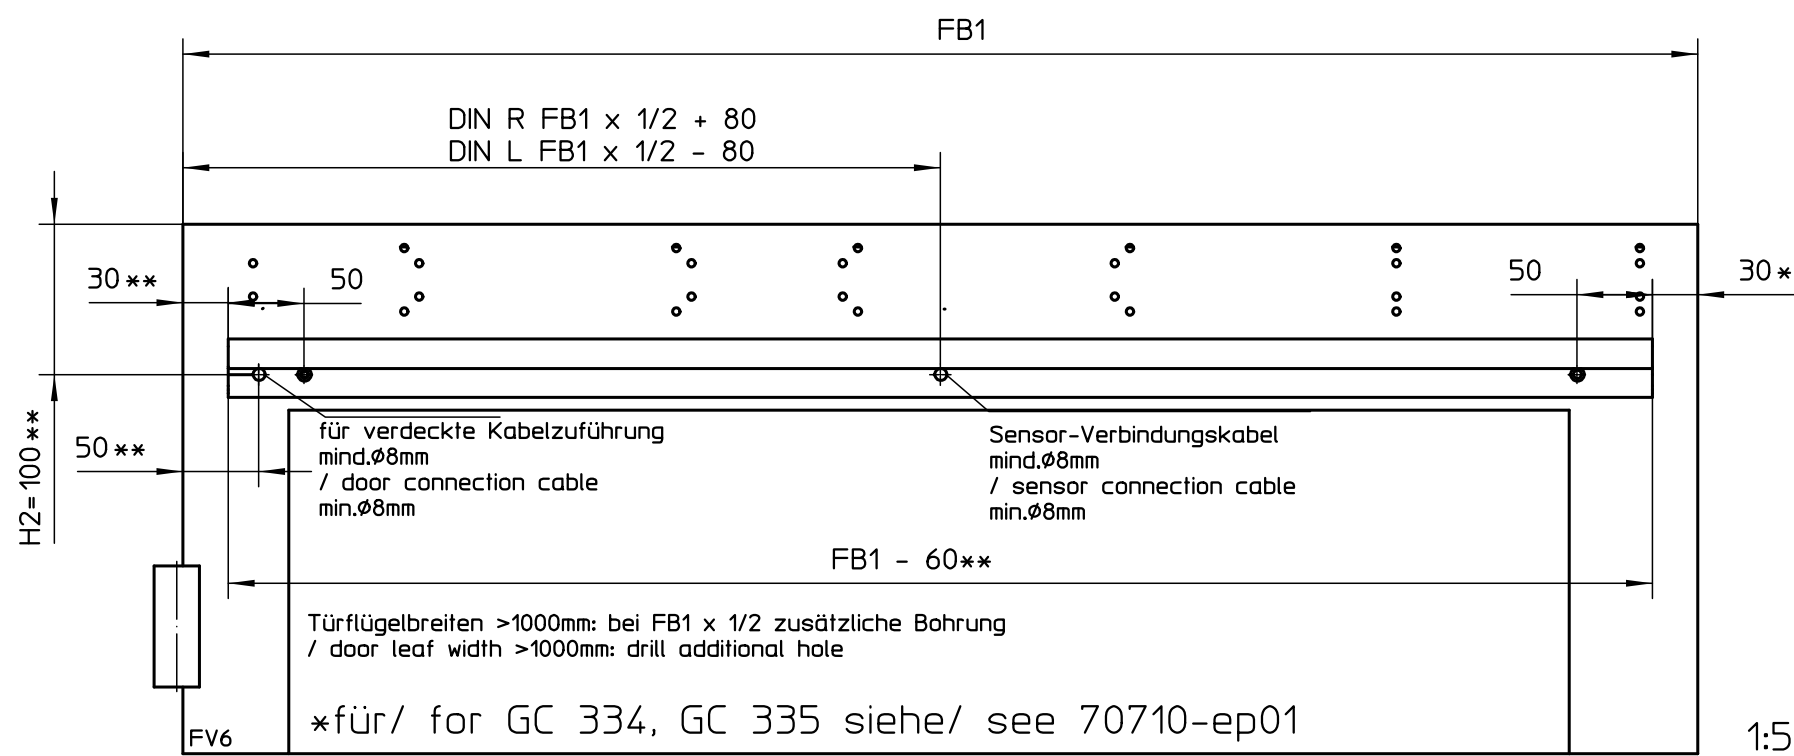 FB1
DIN R FB1 x 1/2 + 80
DIN L FB1 x 1/2 - 80
30**
50
50
30*
H2=100**
50**
für verdeckte Kabelzuführung
mind.Ø8mm
/ door connection cable
min.Ø8mm
Sensor-Verbindungskabel
mind.Ø8mm
/ sensor connection cable
min.Ø8mm
FB1 - 60**
Türflügelbreiten >1000mm: bei FB1 x 1/2 zusätzliche Bohrung
/ door leaf width >1000mm: drill additional hole
*für/ for GC 334, GC 335 siehe/ see 70710-ep01
FV6
1:5